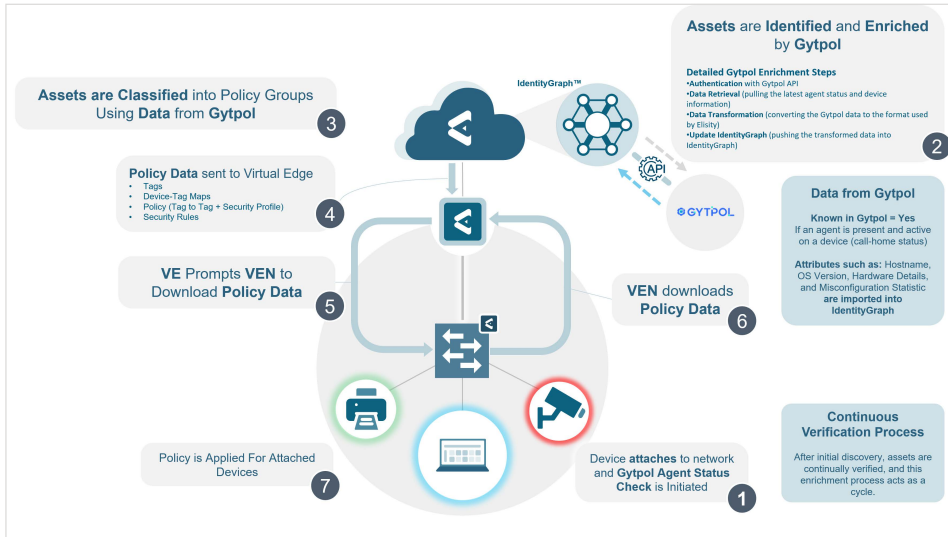 Assets are Identified and Enriched
by Gytpol
Detailed Gytpol Enrichment Steps
•Authentication with Gytpol API
•Data Retrieval (pulling the latest agent status and device
information)
•Data Transformation (converting the Gytpol data to the format used
by Elisity)
•Update IdentityGraph (pushing the transformed data into
IdentityGraph)
2
IdentityGraph™
Assets are Classified into Policy Groups
Using Data from Gytpol
3
API
GYTPOL
Policy Data sent to Virtual Edge
• Tags
• Device-Tag Maps
• Policy (Tag to Tag + Security Profile)
• Security Rules
4
Data from Gytpol
Known in Gytpol = Yes
If an agent is present and active
on a device (call-home status)
Attributes such as: Hostname,
OS Version, Hardware Details,
and Misconfiguration Statistic
are imported into
IdentityGraph
VE Prompts VEN to
Download Policy Data
5
VEN downloads
Policy Data
6
Policy is Applied For Attached
Devices
7
Device attaches to network
and Gytpol Agent Status
Check is Initiated
1
Continuous
Verification Process
After initial discovery, assets are
continually verified, and this
enrichment process acts as a
cycle.